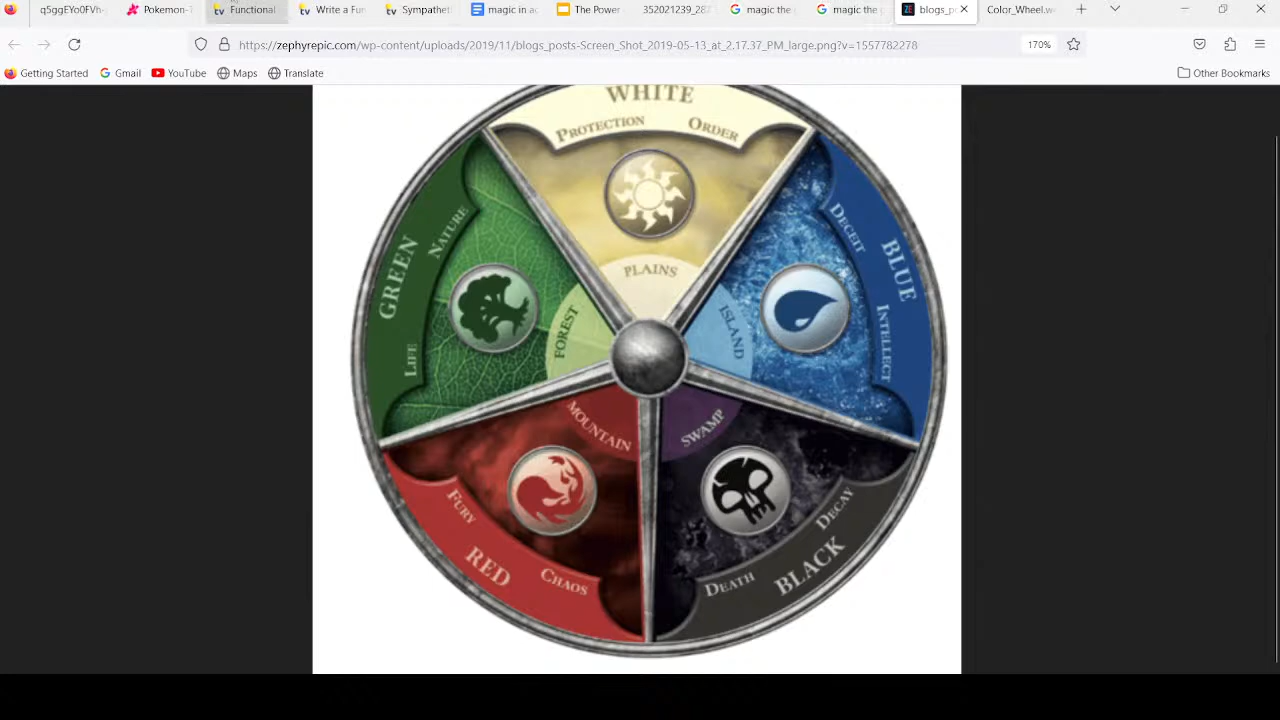 q5ggEYo0FVh-
Pokemon-T
Functional
Write a Fun
Sympathet
magic in ac
The Power
magic the
magic the
blogs_po
Color_Wheel.we
https://zephyrepic.com/wp-content/uploads/2019/11/blogs_posts-Screen_Shot_2019-05-13_at_2.17.37_PM_large.png?v=1557782278
170%
Getting Started
Gmail
YouTube
Maps
Translate
Other Bookmarks
WHITE
PROTECTION
ORDER
PLAINS
GREEN
NATURE
LIFE
FOREST
BLUE
DECEIT
INTELLECT
ISLAND
MOUNTAIN
FURY
RED
CHAOS
SWAMP
DECAY
BLACK
DEATH